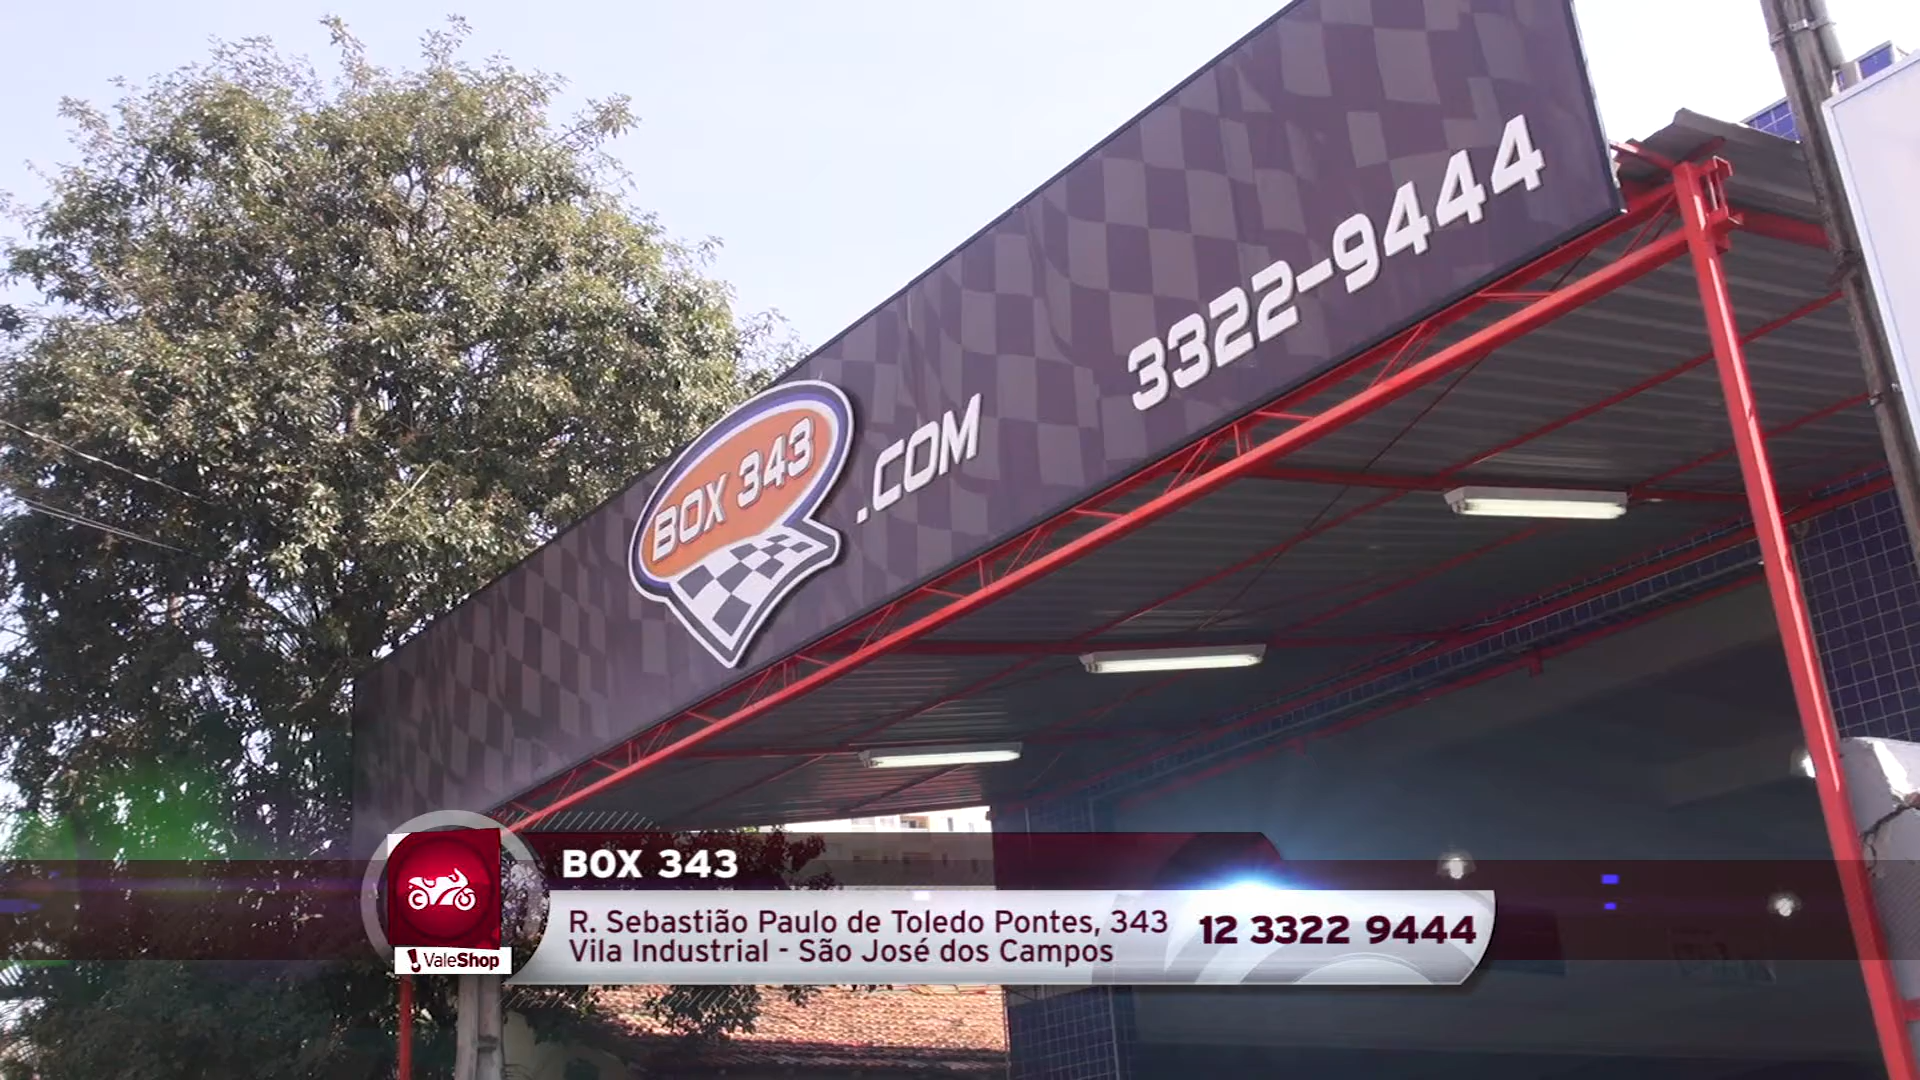 3322-9444
BOX 343
.COM
BOX 343
R. Sebastião Paulo de Toledo Pontes, 343
Vila Industrial - São José dos Campos
12 3322 9444
ValeShop